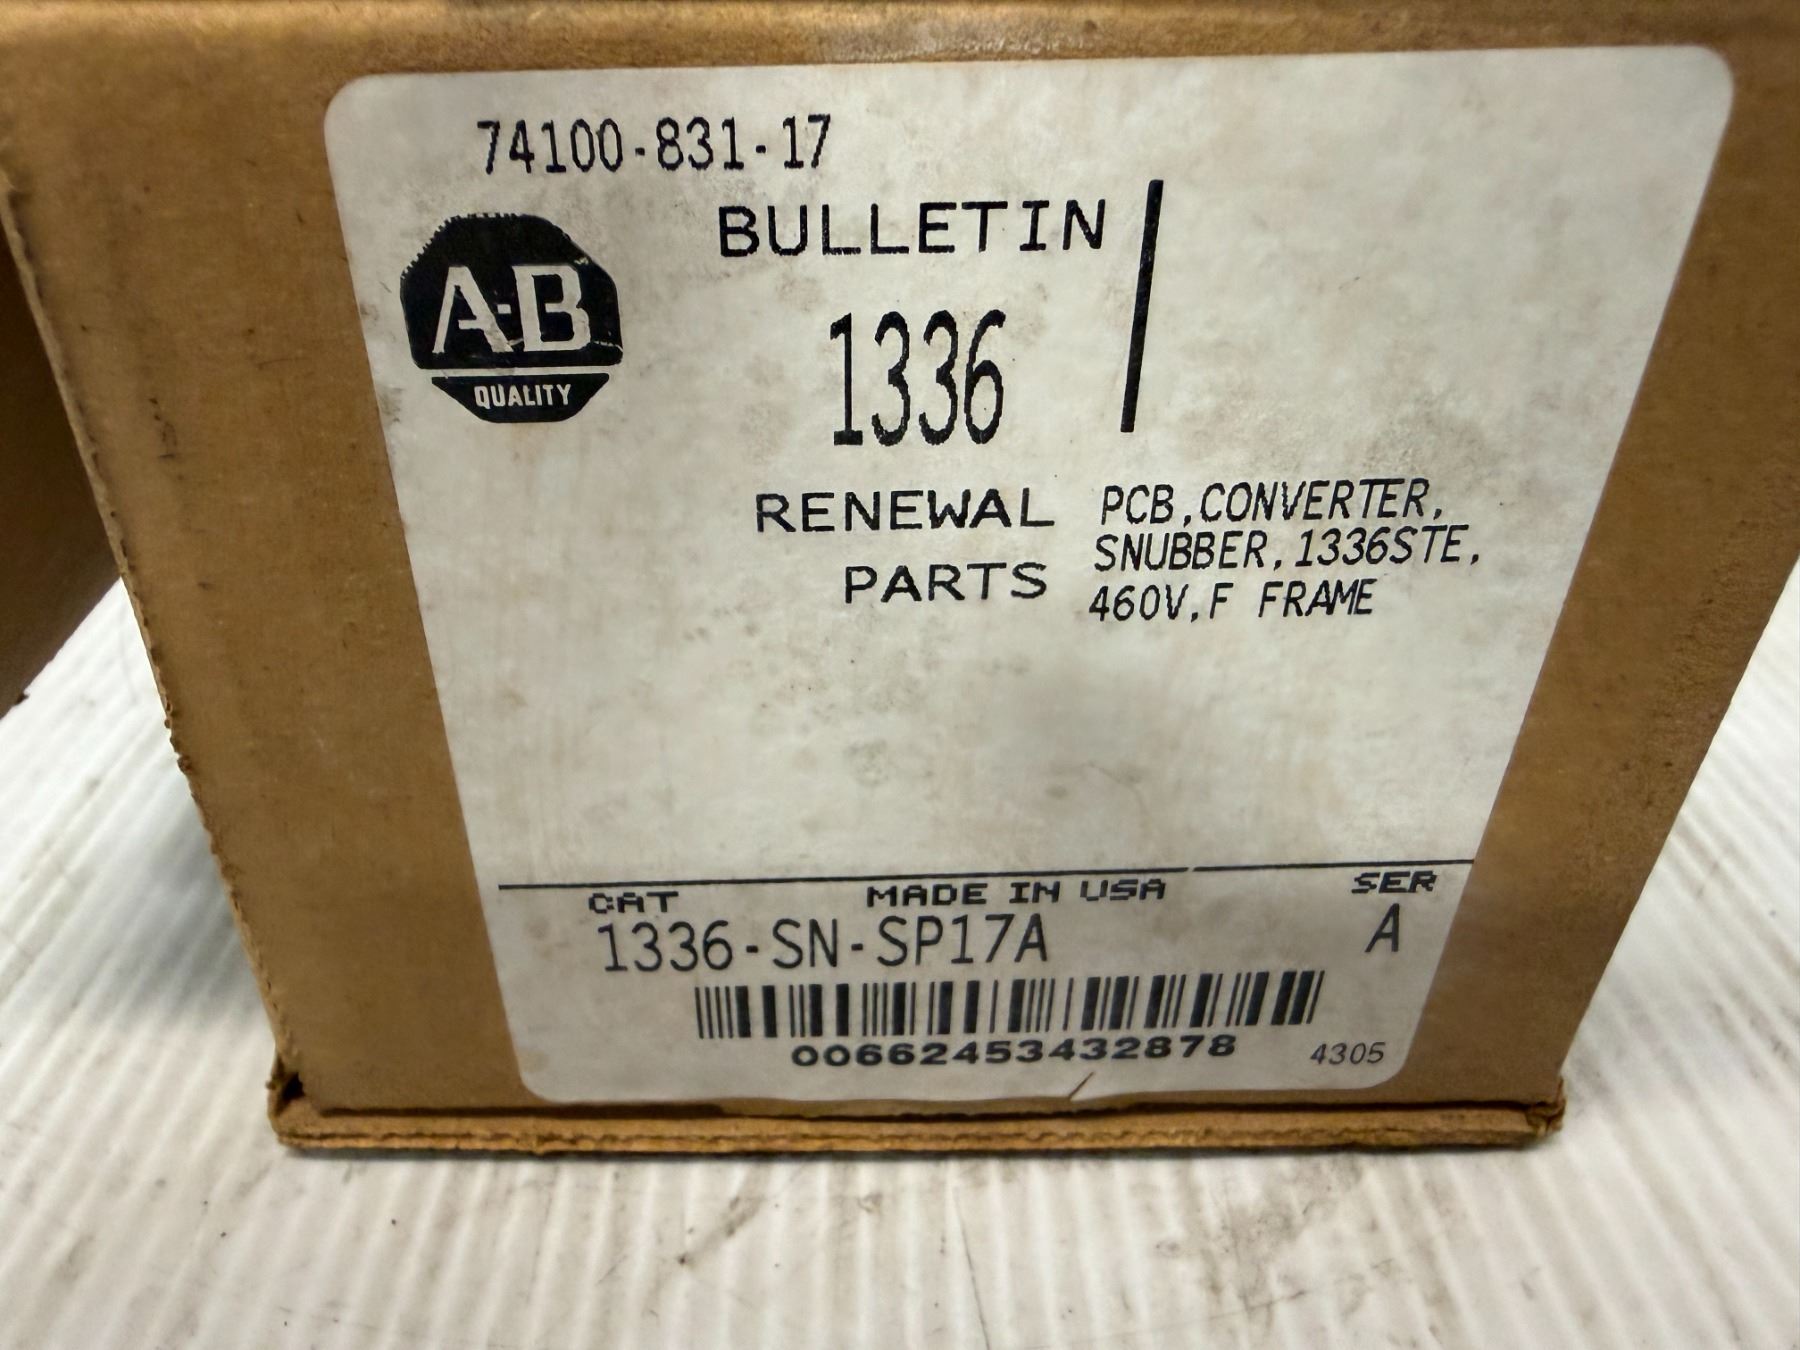 74100-831-17
BULLETIN
1336
A-B
QUALITY
RENEWAL
PARTS
PCB,CONVERTER,
SNUBBER,1336STE,
460V,F FRAME
CAT MADE IN USA SER
1336-SN-SP17A A
00662453432878 4305